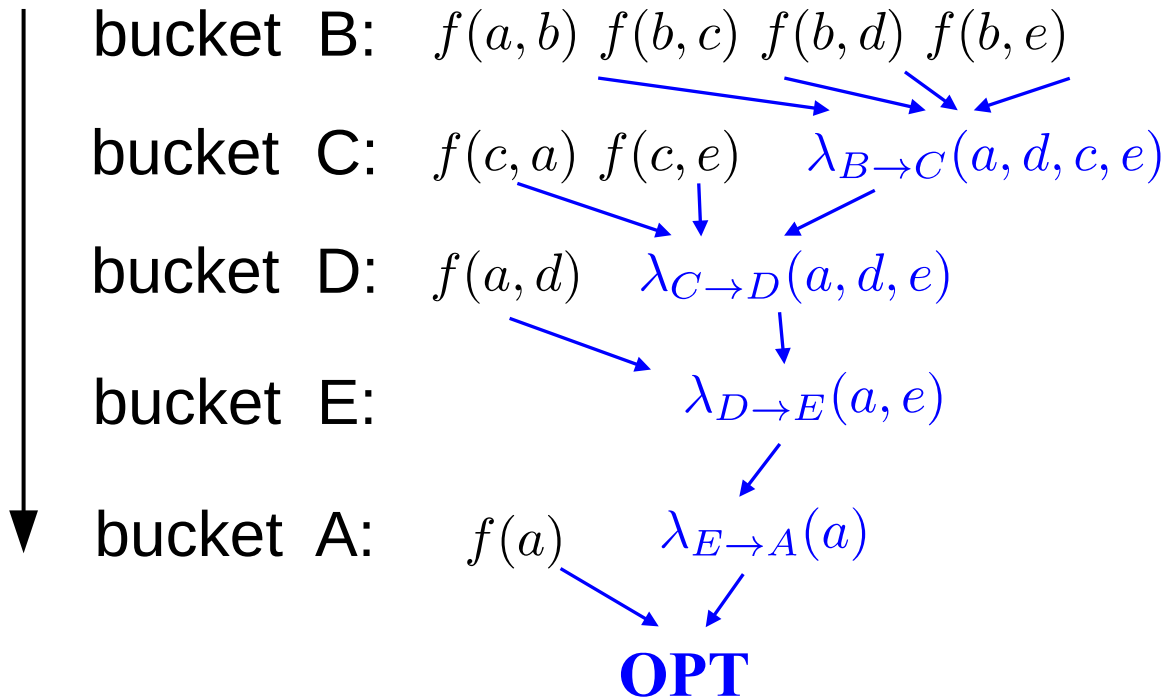 bucket B: f(a, b) f(b, c) f(b, d) f(b, e)
bucket C: f(c, a) f(c, e) λ_{B→C}(a, d, c, e)
bucket D: f(a, d) λ_{C→D}(a, d, e)
bucket E: λ_{D→E}(a, e)
bucket A: f(a) λ_{E→A}(a)
OPT